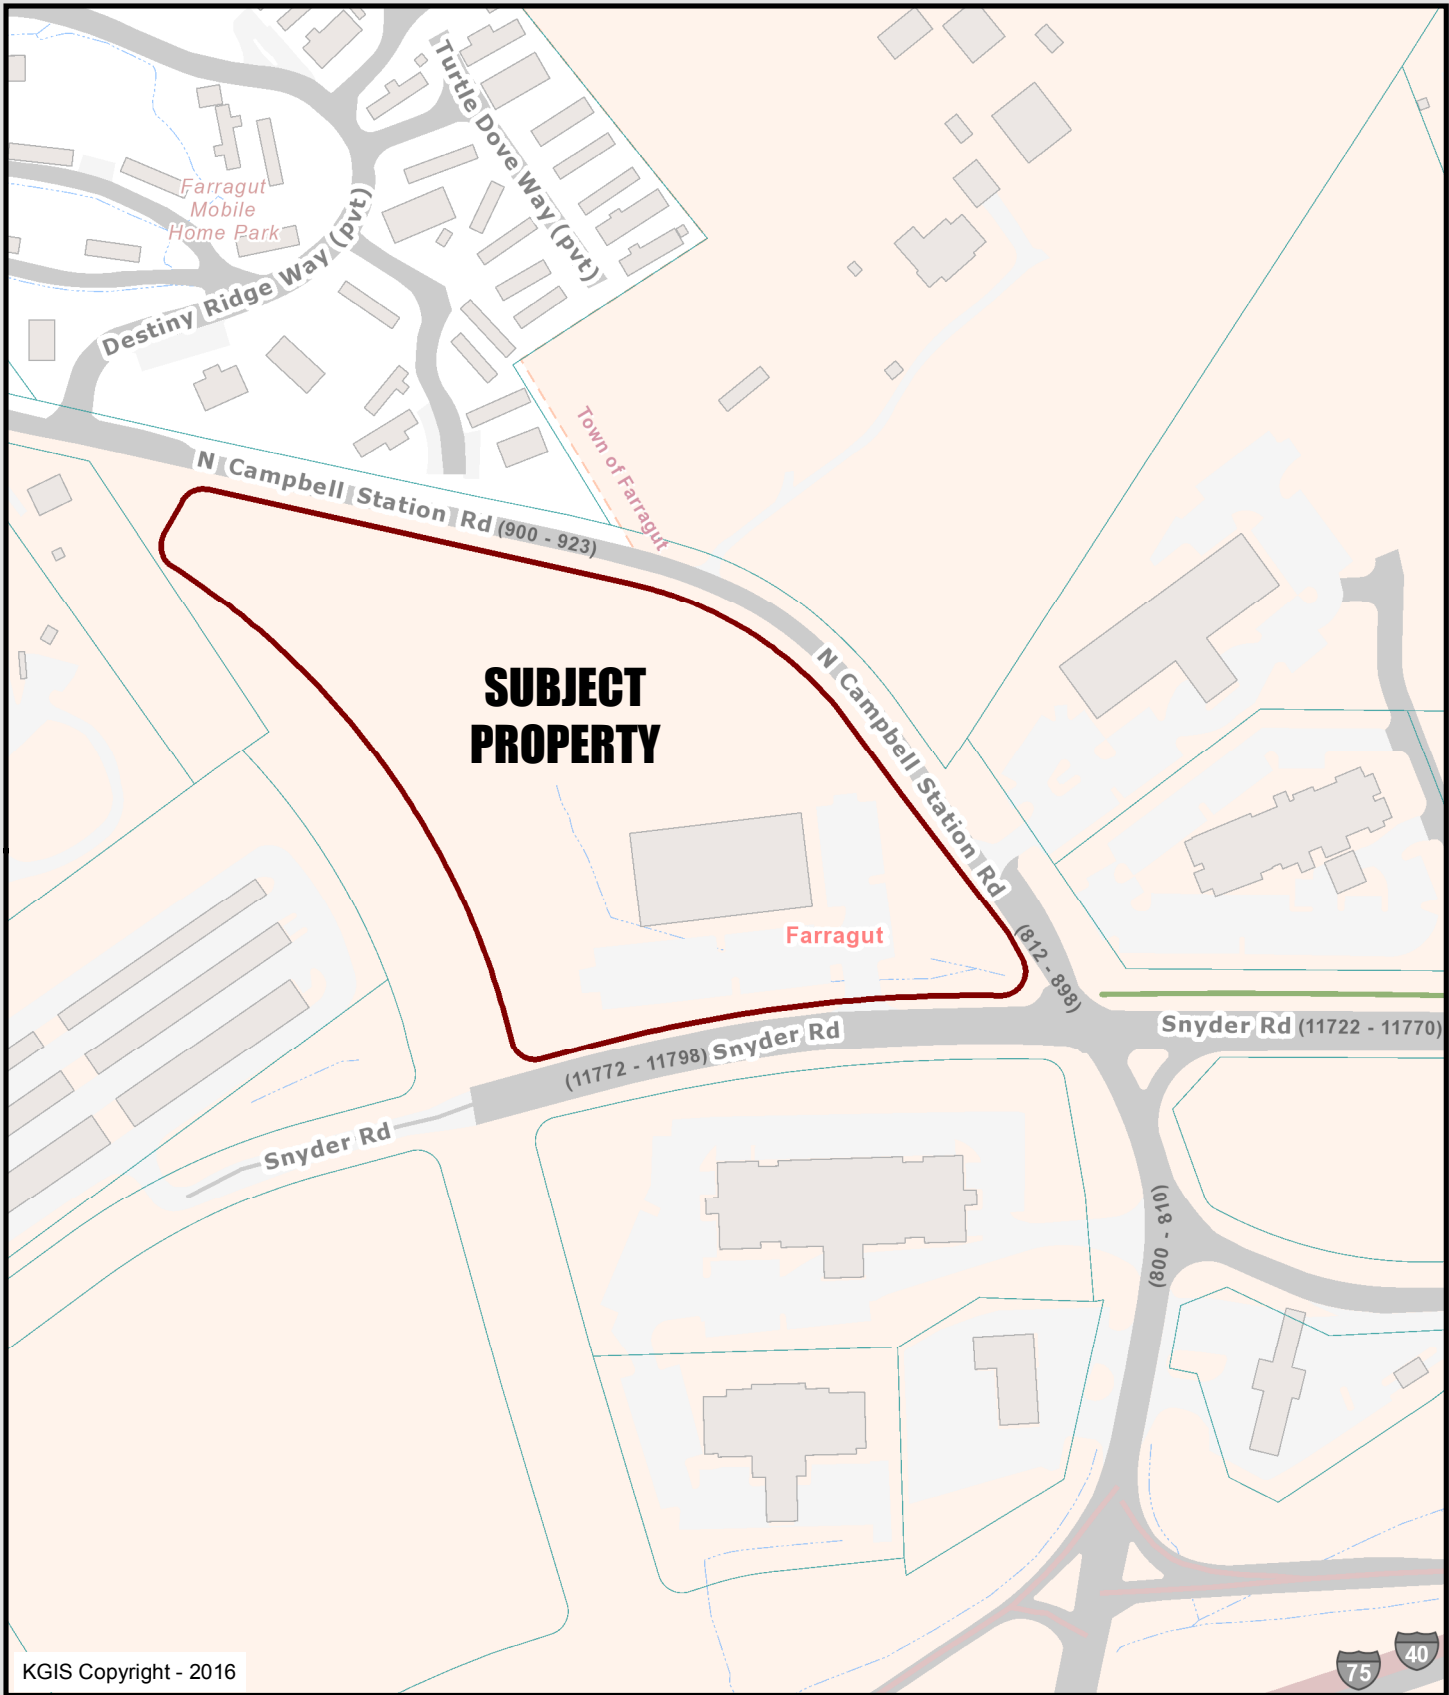 Turtle Dove Way (pvt)
Farragut
Mobile
Home Park
Destiny Ridge Way (pvt)
Town of Farragut
N Campbell Station Rd (900 - 923)
SUBJECT
PROPERTY
N Campbell Station Rd
Farragut
(812 - 898)
Snyder Rd (11722 - 11770)
(11772 - 11798) Snyder Rd
Snyder Rd
(800 - 810)
KGIS Copyright - 2016
75
40